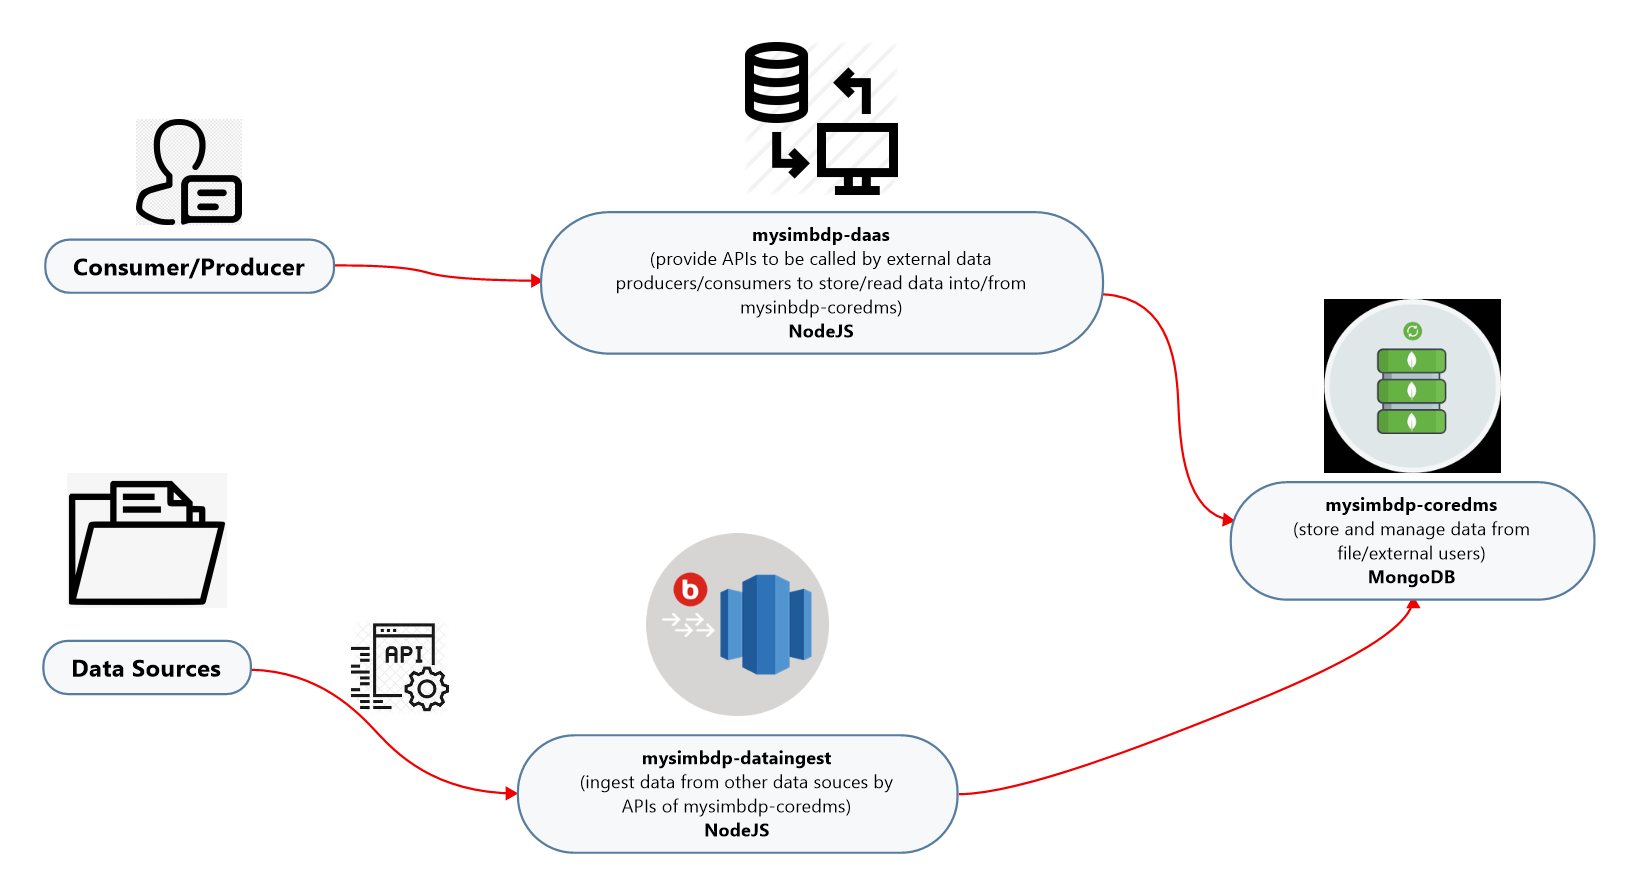 Consumer/Producer
mysimbdp-daas
(provide APIs to be called by external data
producers/consumers to store/read data into/from
mysinbdp-coredms)
NodeJS
mysimbdp-coredms
(store and manage data from
file/external users)
MongoDB
Data Sources
API
b
mysimbdp-dataingest
(ingest data from other data souces by
APIs of mysimbdp-coredms)
NodeJS